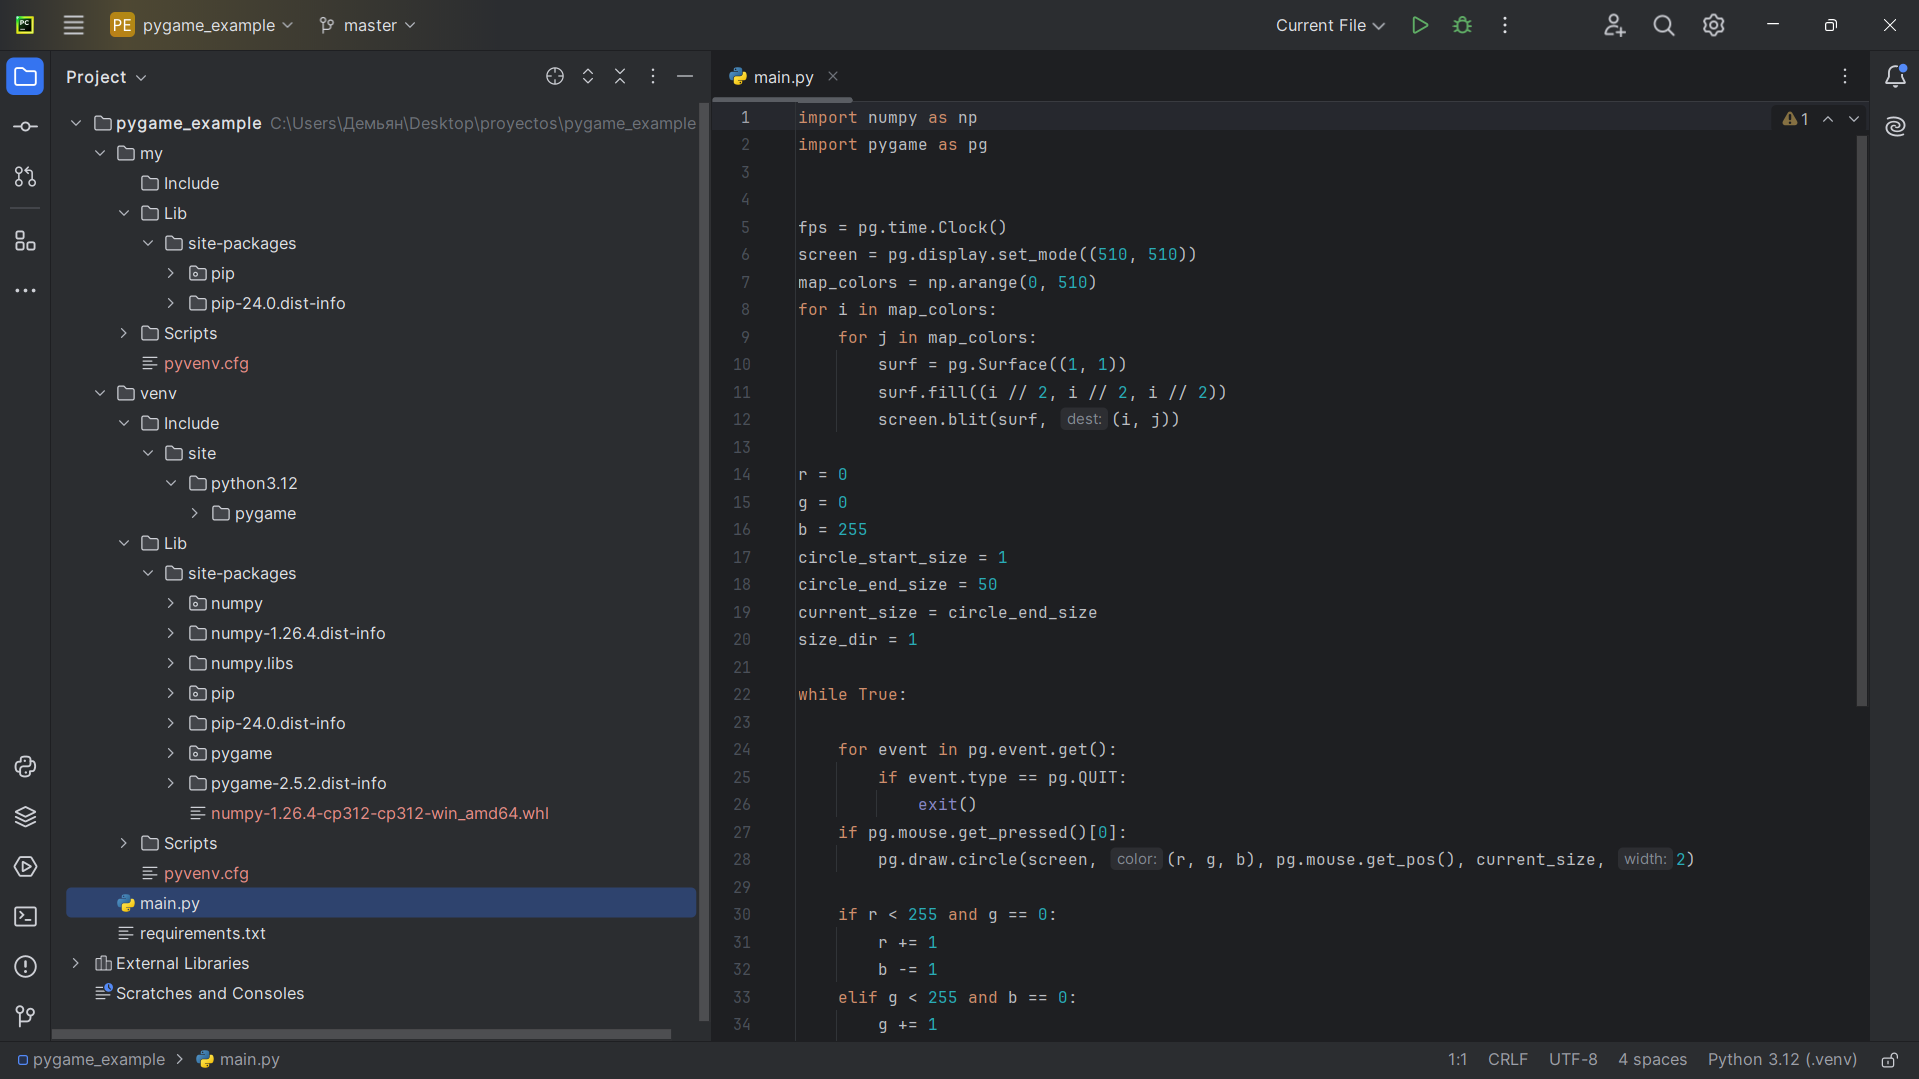 PC
PE pygame_example master
Current File
Project
main.py
pygame_example C:\Users\Демьян\Desktop\proyectos\pygame_example
my
Include
Lib
site-packages
pip
pip-24.0.dist-info
Scripts
pyvenv.cfg
venv
Include
site
python3.12
pygame
Lib
site-packages
numpy
numpy-1.26.4.dist-info
numpy.libs
pip
pip-24.0.dist-info
pygame
pygame-2.5.2.dist-info
numpy-1.26.4-cp312-cp312-win_amd64.whl
Scripts
pyvenv.cfg
main.py
requirements.txt
External Libraries
Scratches and Consoles
1 import numpy as np
1
2 import pygame as pg
3
4
5 fps = pg.time.Clock()
6 screen = pg.display.set_mode((510, 510))
7 map_colors = np.arange(0, 510)
8 for i in map_colors:
9     for j in map_colors:
10         surf = pg.Surface((1, 1))
11         surf.fill((i // 2, i // 2, i // 2))
12         screen.blit(surf, dest: (i, j))
13
14 r = 0
15 g = 0
16 b = 255
17 circle_start_size = 1
18 circle_end_size = 50
19 current_size = circle_end_size
20 size_dir = 1
21
22 while True:
23
24     for event in pg.event.get():
25         if event.type == pg.QUIT:
26             exit()
27     if pg.mouse.get_pressed()[0]:
28         pg.draw.circle(screen, color: (r, g, b), pg.mouse.get_pos(), current_size, width: 2)
29
30     if r < 255 and g == 0:
31         r += 1
32         b -= 1
33     elif g < 255 and b == 0:
34         g += 1
pygame_example > main.py
1:1 CRLF UTF-8 4 spaces Python 3.12 (.venv)